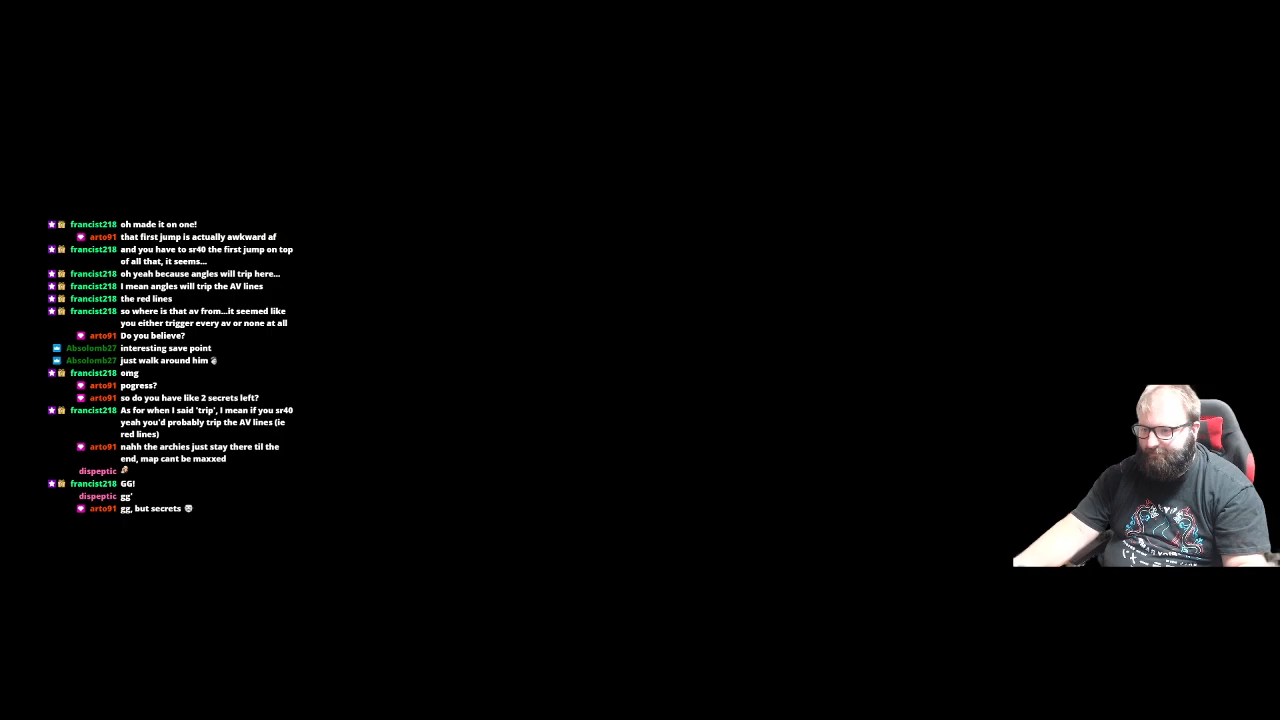 francist218 oh made it on one!
arto91 that first jump is actually awkward af
francist218 and you have to sr40 the first jump on top
of all that, it seems...
francist218 oh yeah because angles will trip here...
francist218 I mean angles will trip the AV lines
francist218 the red lines
francist218 so where is that av from...it seemed like
you either trigger every av or none at all
arto91 Do you believe?
Absolomb27 interesting save point
Absolomb27 just walk around him
francist218 omg
arto91 pogress?
arto91 so do you have like 2 secrets left?
francist218 As for when I said 'trip', I mean if you sr40
yeah you'd probably trip the AV lines (ie
red lines)
arto91 nahh the archies just stay there til the
end, map cant be maxxed
dispeptic
francist218 GG!
dispeptic gg'
arto91 gg, but secrets